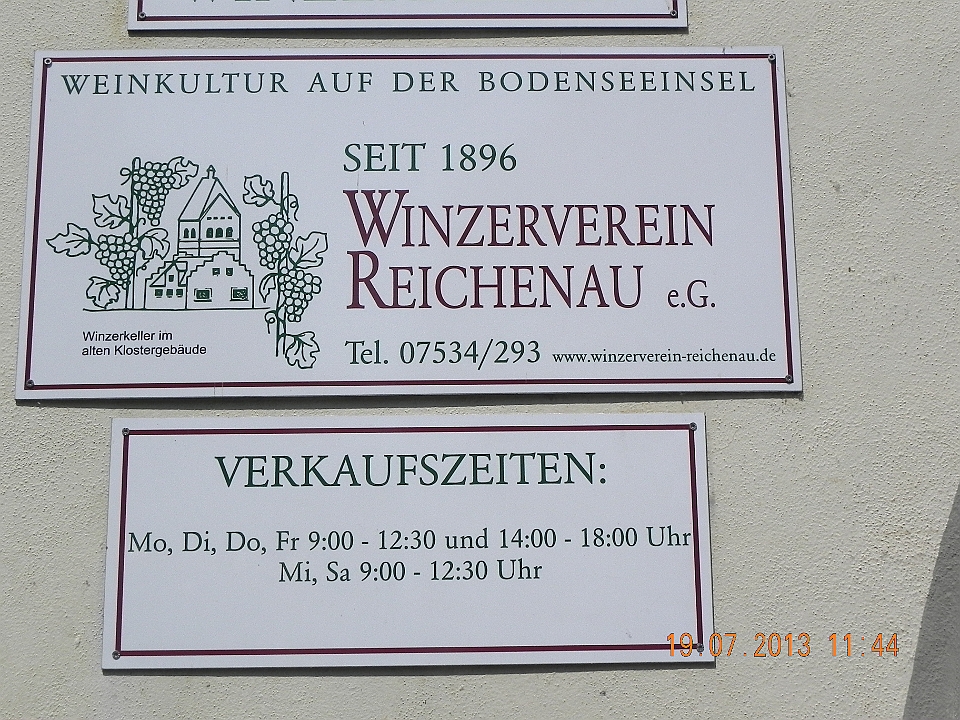 WEINKULTUR AUF DER BODENSEEINSEL
SEIT 1896
WINZERVEREIN
REICHENAU e.G.
Winzerkeller im
alten Klostergebäude
Tel. 07534/293 www.winzerverein-reichenau.de
VERKAUFSZEITEN:
Mo, Di, Do, Fr 9:00 - 12:30 und 14:00 - 18:00 Uhr
Mi, Sa 9:00 - 12:30 Uhr
19.07.2013 11:44